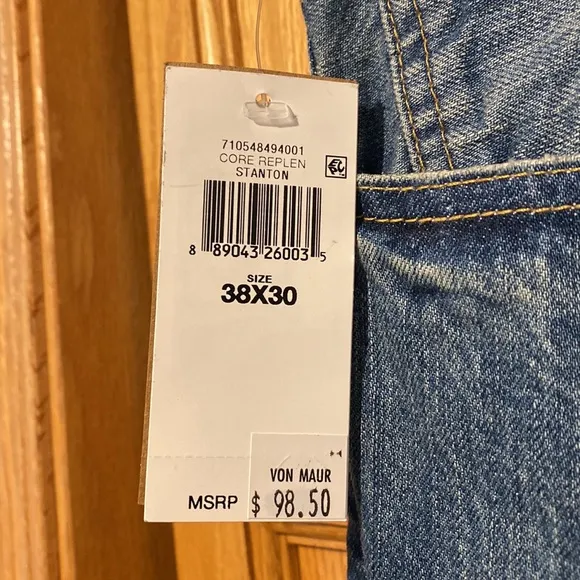 710548494001
CORE REPLEN
STANTON
8 89043 26003 5
SIZE
38X30
VON MAUR
MSRP $ 98.50